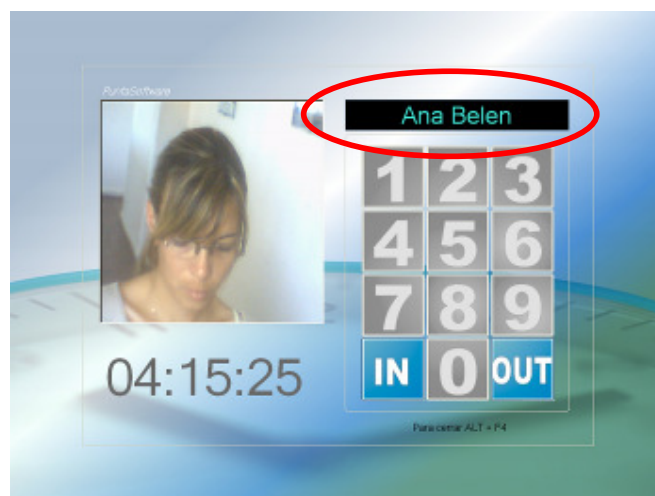 PuntoSoftware
Ana Belen
1 2 3
4 5 6
7 8 9
IN 0 OUT
04:15:25
Para cerrar ALT + F4